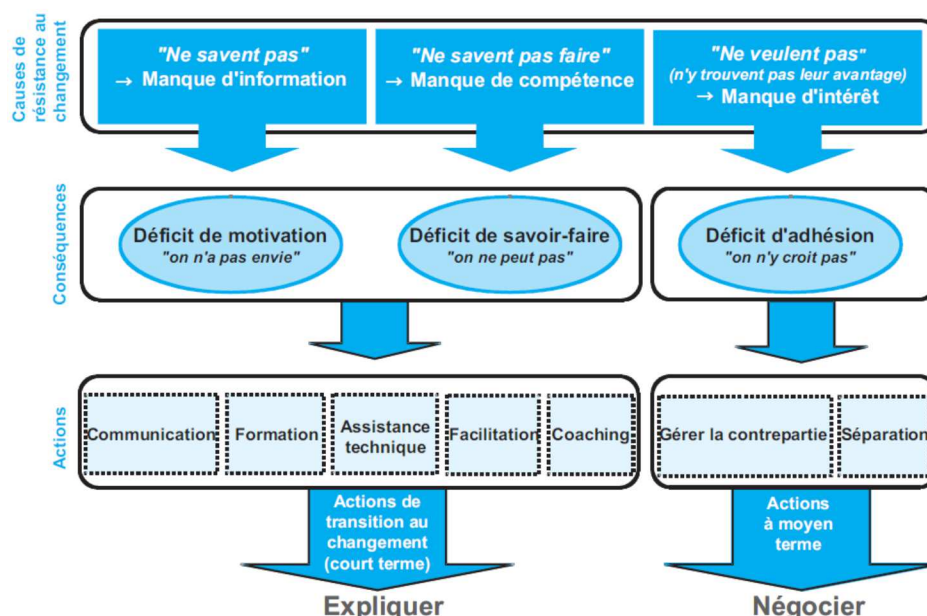 Causes de
résistance au
changement
"Ne savent pas"
→ Manque d'information
"Ne savent pas faire"
→ Manque de compétence
"Ne veulent pas"
(n'y trouvent pas leur avantage)
→ Manque d'intérêt
Conséquences
Déficit de motivation
"on n'a pas envie"
Déficit de savoir-faire
"on ne peut pas"
Déficit d'adhésion
"on n'y croit pas"
Actions
Communication
Formation
Assistance
technique
Facilitation
Coaching
Gérer la contrepartie
Séparation
Actions de
transition au
changement
(court terme)
Actions
à moyen
terme
Expliquer
Négocier